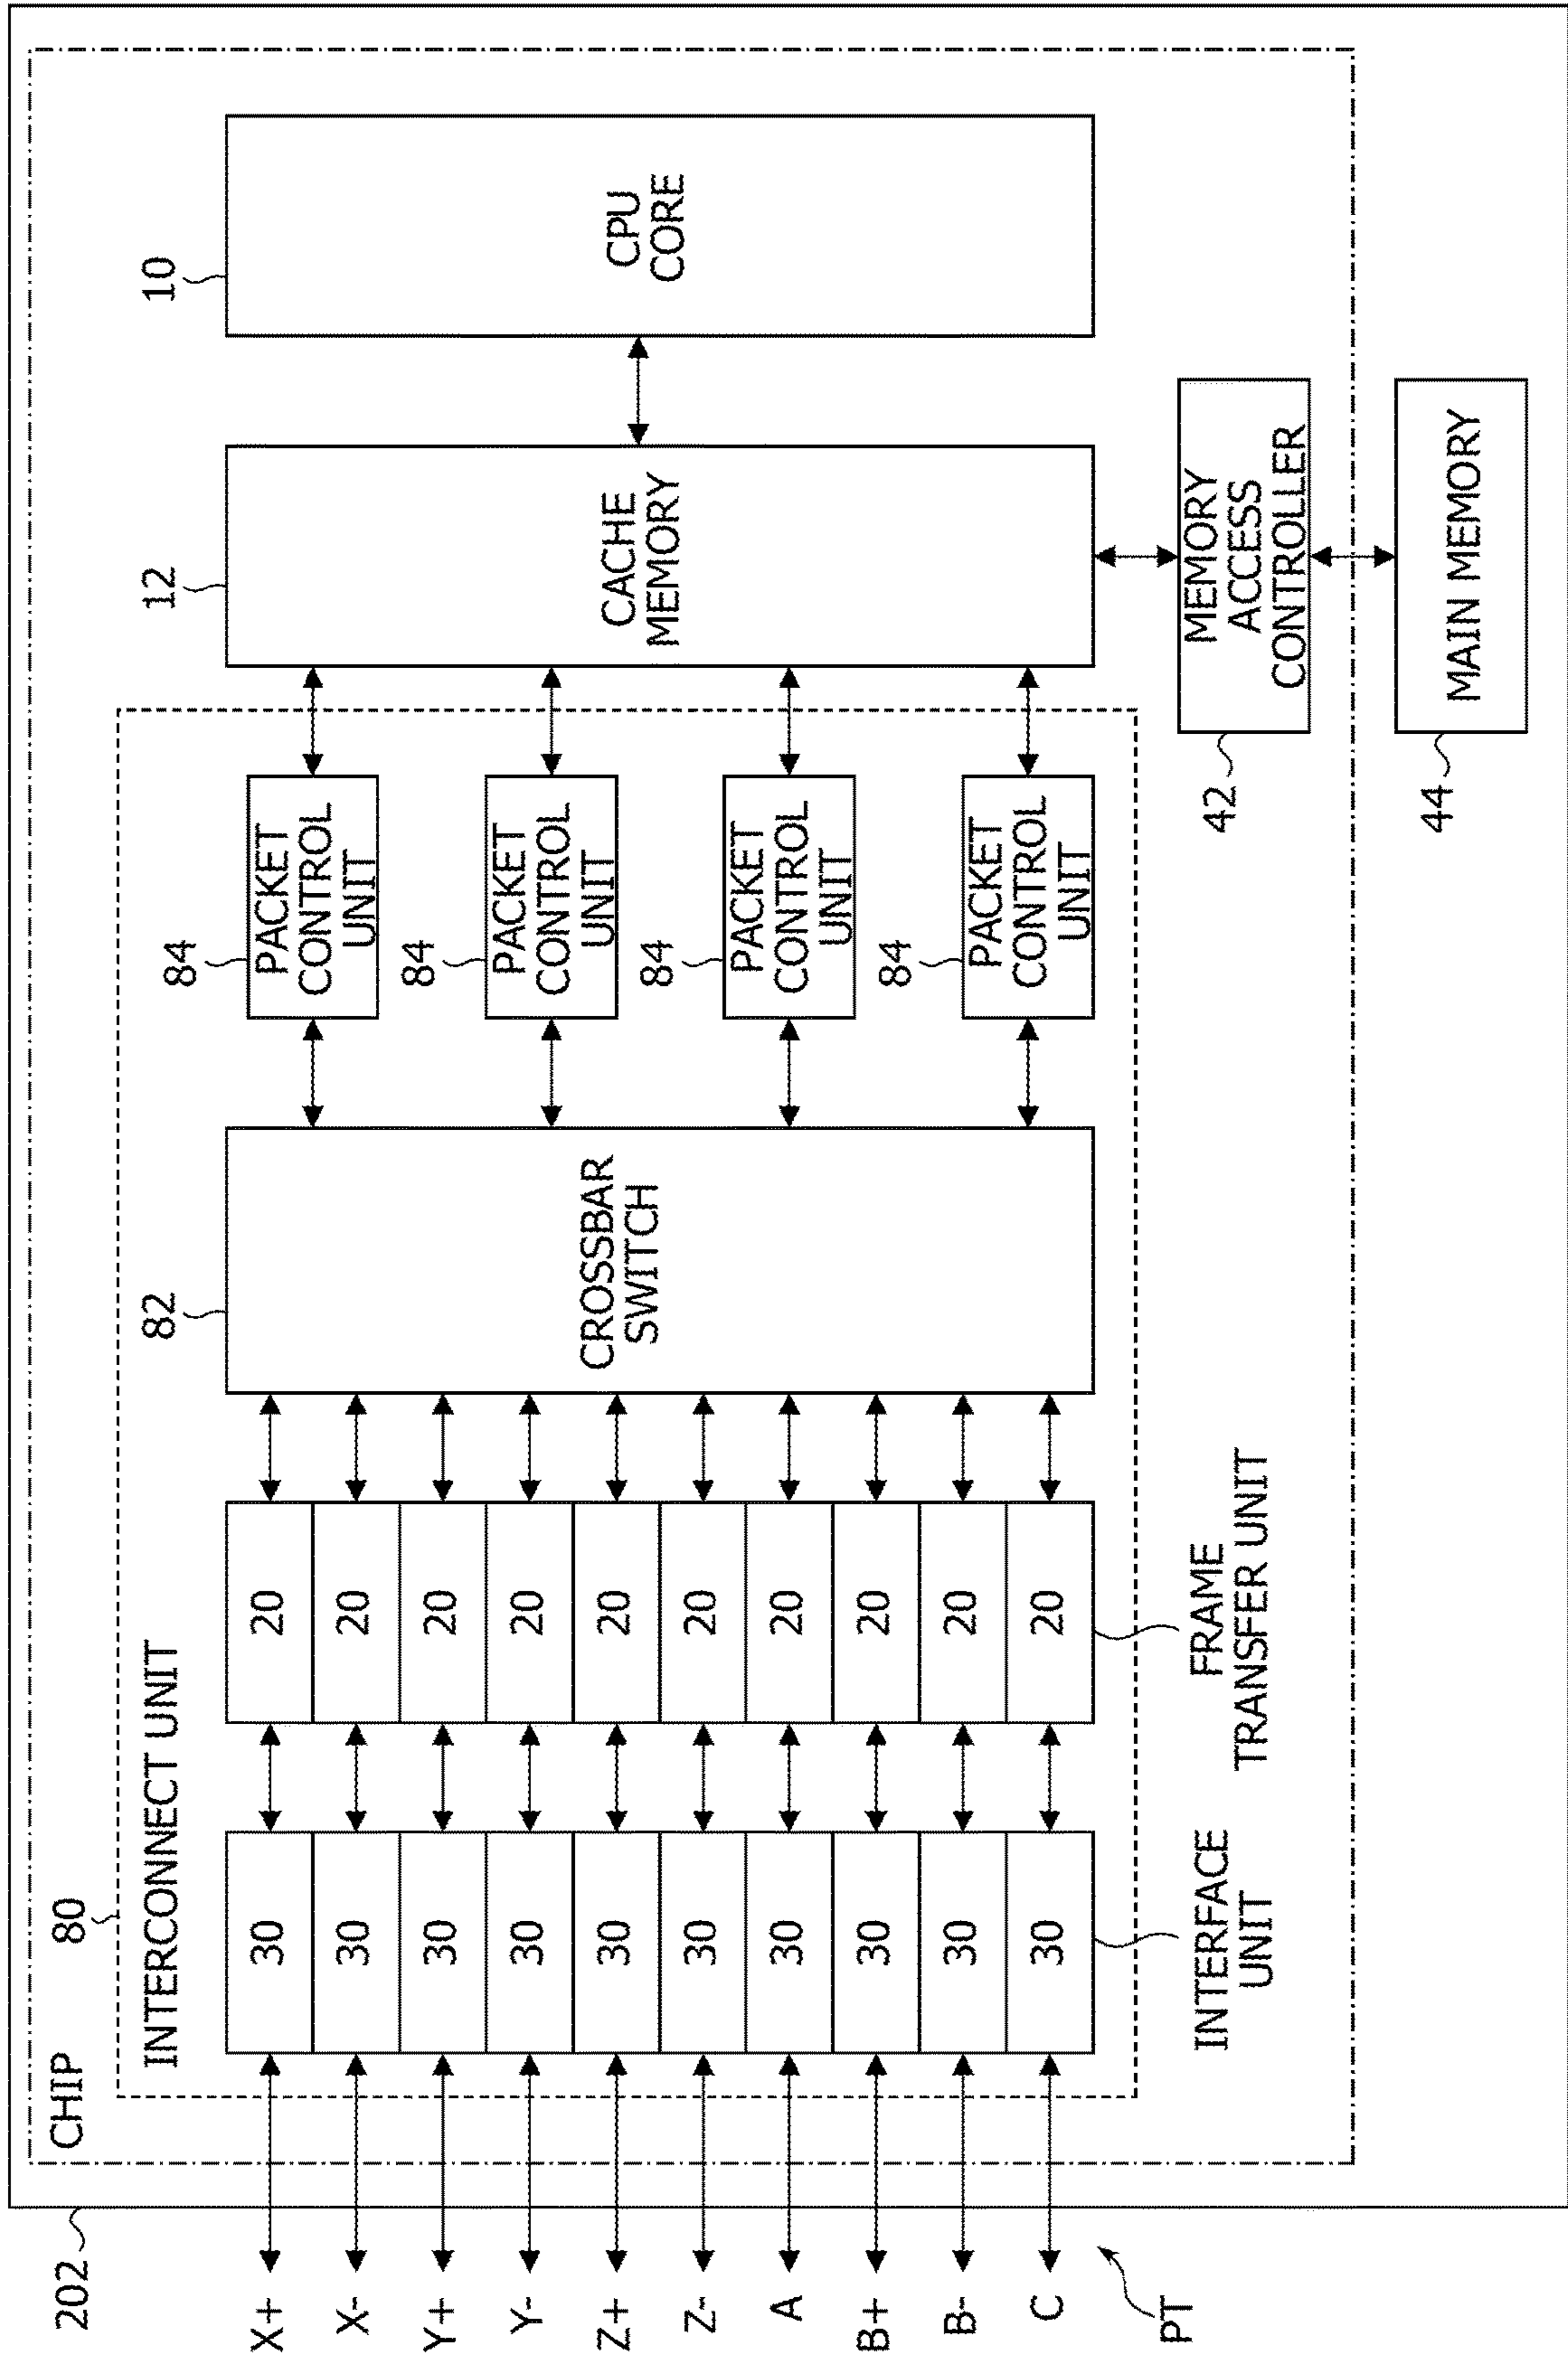 202
CHIP
80
INTERCONNECT UNIT
X+
X-
Y+
Y-
Z+
Z-
A
B+
B-
C
PT
30
30
30
30
30
30
30
30
30
30
INTERFACE
UNIT
20
20
20
20
20
20
20
20
20
20
FRAME
TRANSFER UNIT
82
CROSSBAR
SWITCH
84
PACKET
CONTROL
UNIT
84
PACKET
CONTROL
UNIT
84
PACKET
CONTROL
UNIT
84
PACKET
CONTROL
UNIT
12
CACHE
MEMORY
10
CPU
CORE
42
MEMORY
ACCESS
CONTROLLER
44
MAIN MEMORY